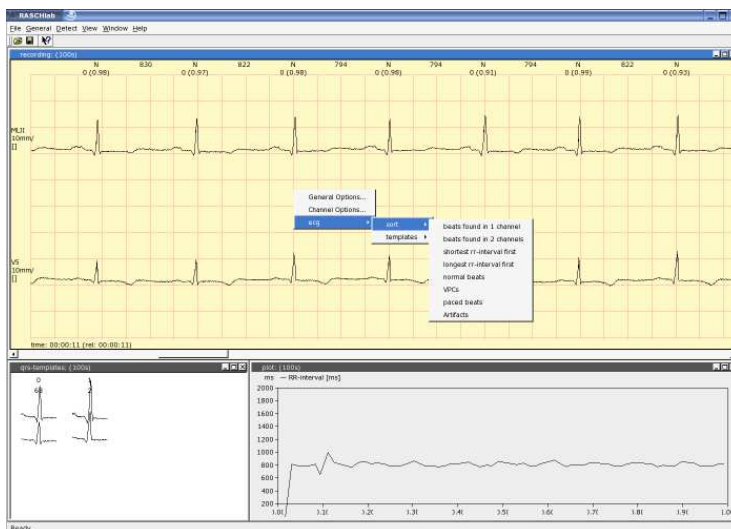 RASCHlab
File General Detect View Window Help
recording: (100s)
N 830 N 822 N 794 N 794 N 794 N 822 N
0 (0.98) 0 (0.97) 0 (0.98) 0 (0.91) 0 (0.99) 0 (0.93)
MLII
10mm/
[]
General Options...
Channel Options...
ecg
sort
templates
beats found in 1 channel
beats found in 2 channels
shortest rr-interval first
longest rr-interval first
normal beats
VPCs
paced beats
Artifacts
V5
10mm/
[]
time: 00:00:11 (rel: 00:00:11)
qrs-templates: (100s)
0 1
2
plot: (100s)
ms — RR-interval [ms]
2000
1800
1600
1400
1200
1000
800
600
400
200
Ready